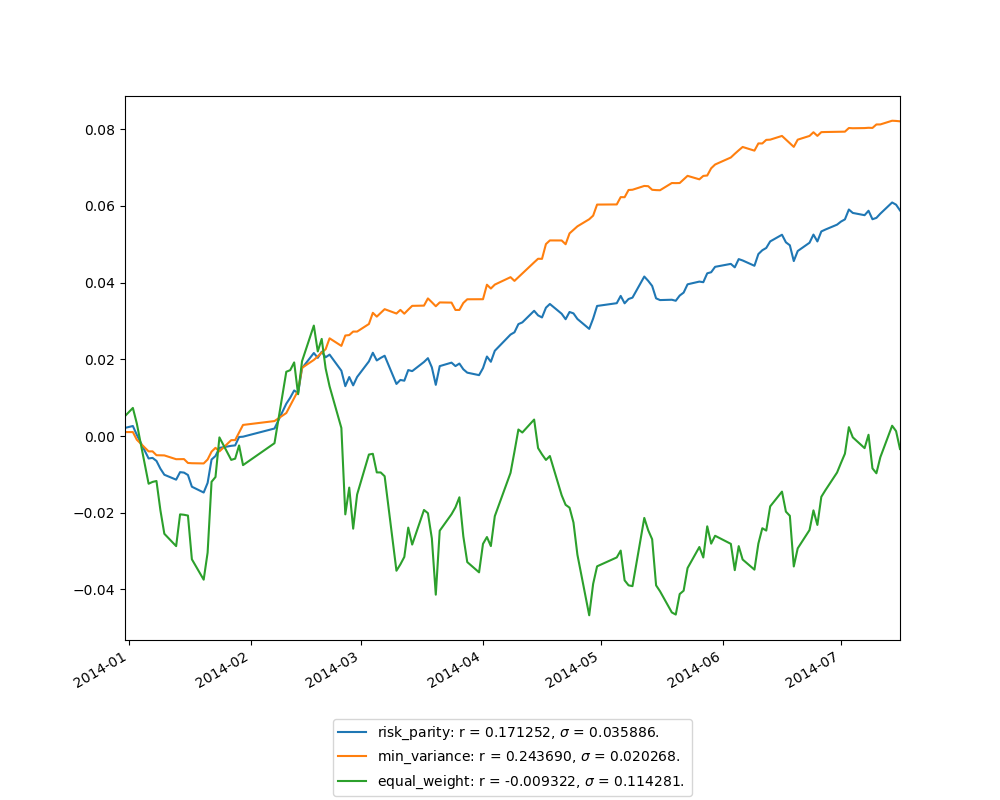 0.08
0.06
0.04
0.02
0.00
−0.02
−0.04
2014-01 2014-02 2014-03 2014-04 2014-05 2014-06 2014-07
risk_parity: r = 0.171252, σ = 0.035886.
min_variance: r = 0.243690, σ = 0.020268.
equal_weight: r = -0.009322, σ = 0.114281.